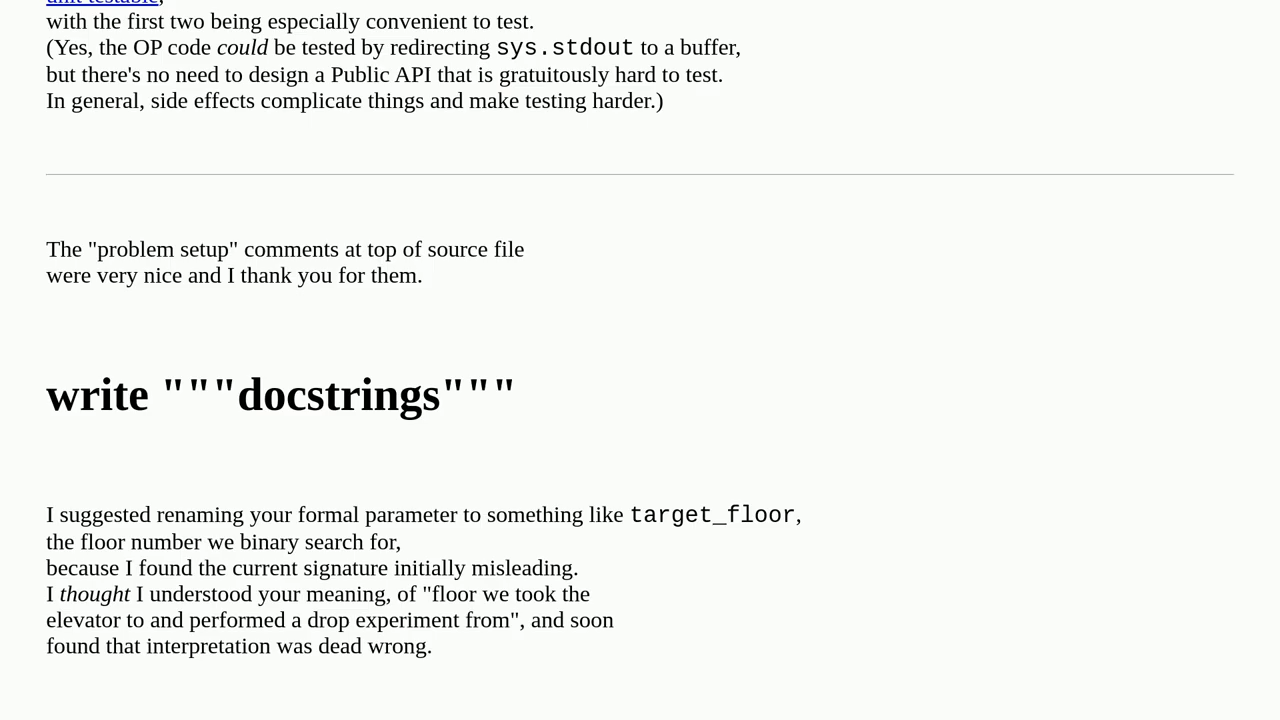 unit testable,
with the first two being especially convenient to test.
(Yes, the OP code could be tested by redirecting sys.stdout to a buffer,
but there's no need to design a Public API that is gratuitously hard to test.
In general, side effects complicate things and make testing harder.)
The "problem setup" comments at top of source file
were very nice and I thank you for them.
write """docstrings"""
I suggested renaming your formal parameter to something like target_floor,
the floor number we binary search for,
because I found the current signature initially misleading.
I thought I understood your meaning, of "floor we took the
elevator to and performed a drop experiment from", and soon
found that interpretation was dead wrong.